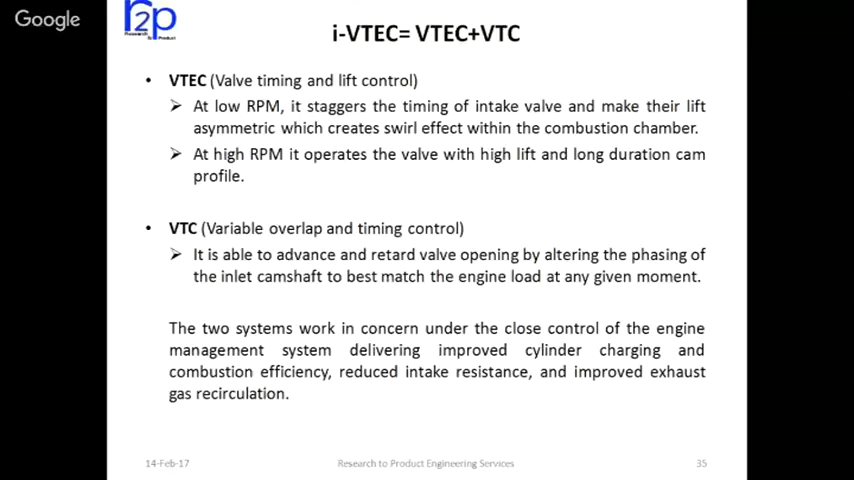 Google
r2p
Research to Product
i-VTEC= VTEC+VTC
• VTEC (Valve timing and lift control)
➤ At low RPM, it staggers the timing of intake valve and make their lift
asymmetric which creates swirl effect within the combustion chamber.
➤ At high RPM it operates the valve with high lift and long duration cam
profile.
• VTC (Variable overlap and timing control)
➤ It is able to advance and retard valve opening by altering the phasing of
the inlet camshaft to best match the engine load at any given moment.
The two systems work in concern under the close control of the engine
management system delivering improved cylinder charging and
combustion efficiency, reduced intake resistance, and improved exhaust
gas recirculation.
14-Feb-17 Research to Product Engineering Services 35